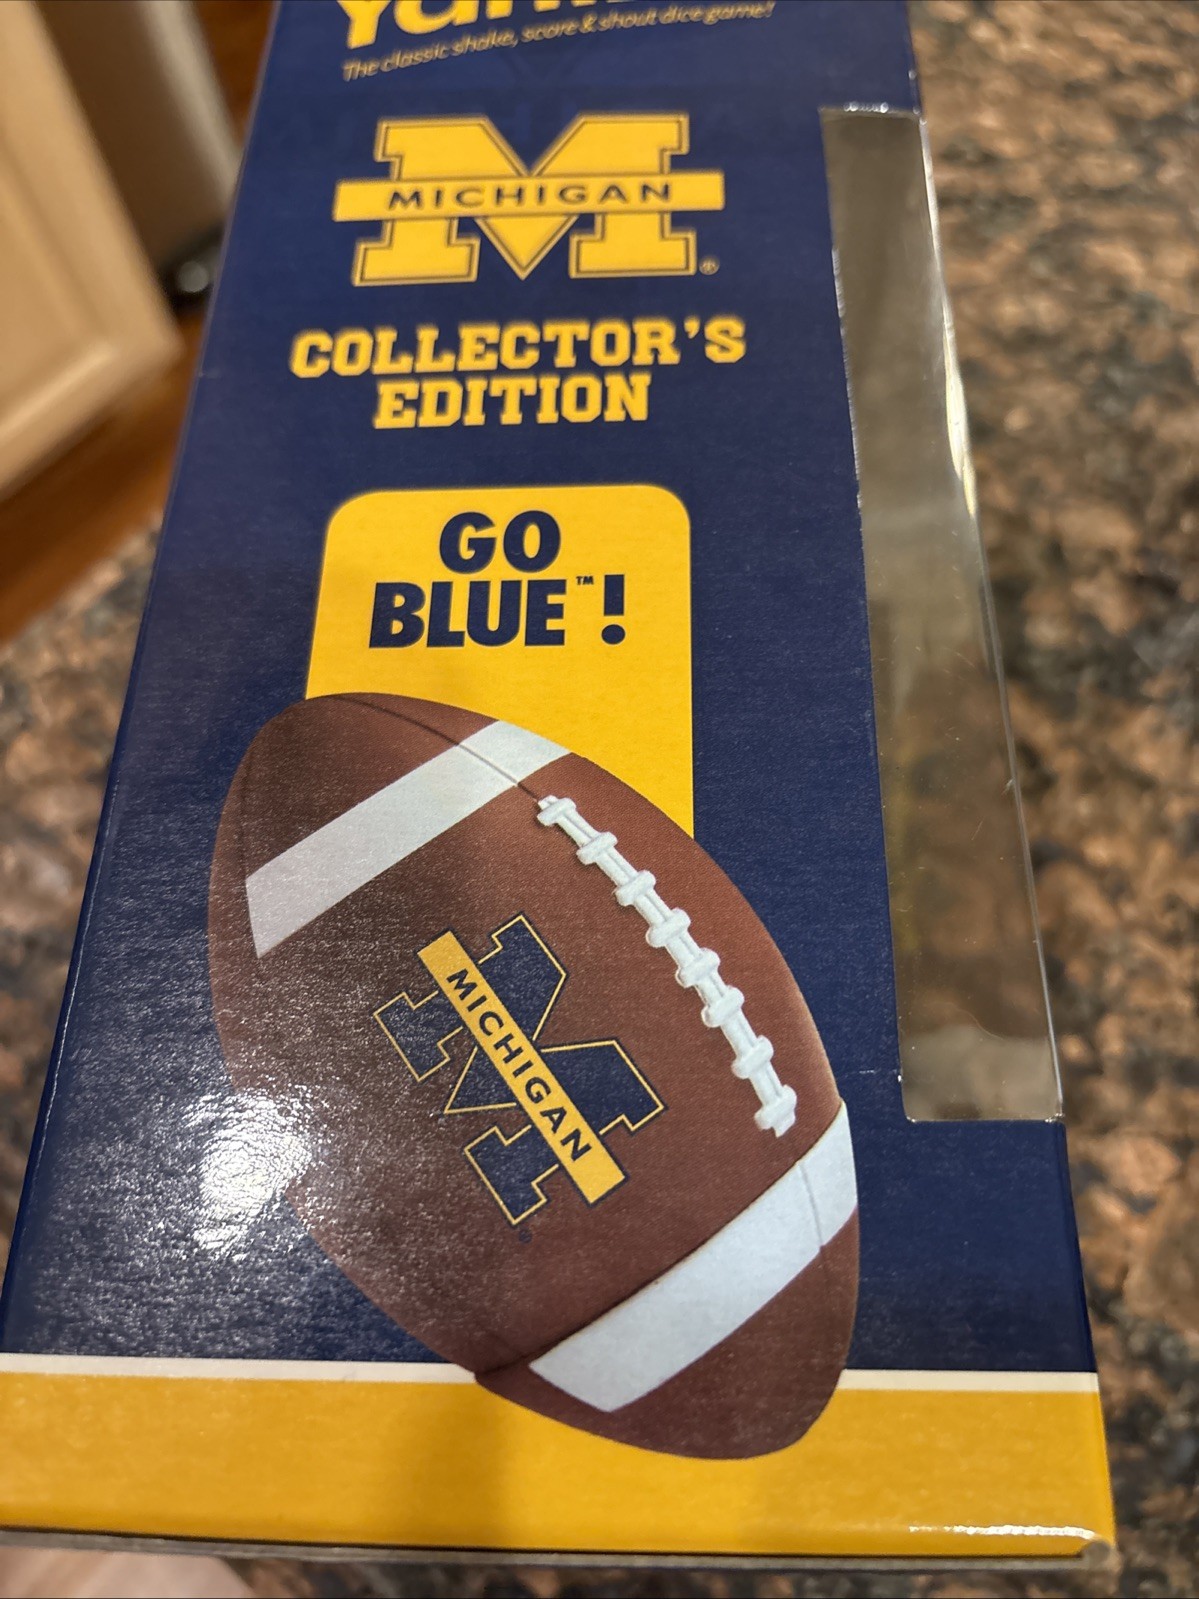 The classic shake, score & shout dice game!
MICHIGAN
®
COLLECTOR'S
EDITION
GO
BLUE™!
MICHIGAN
®